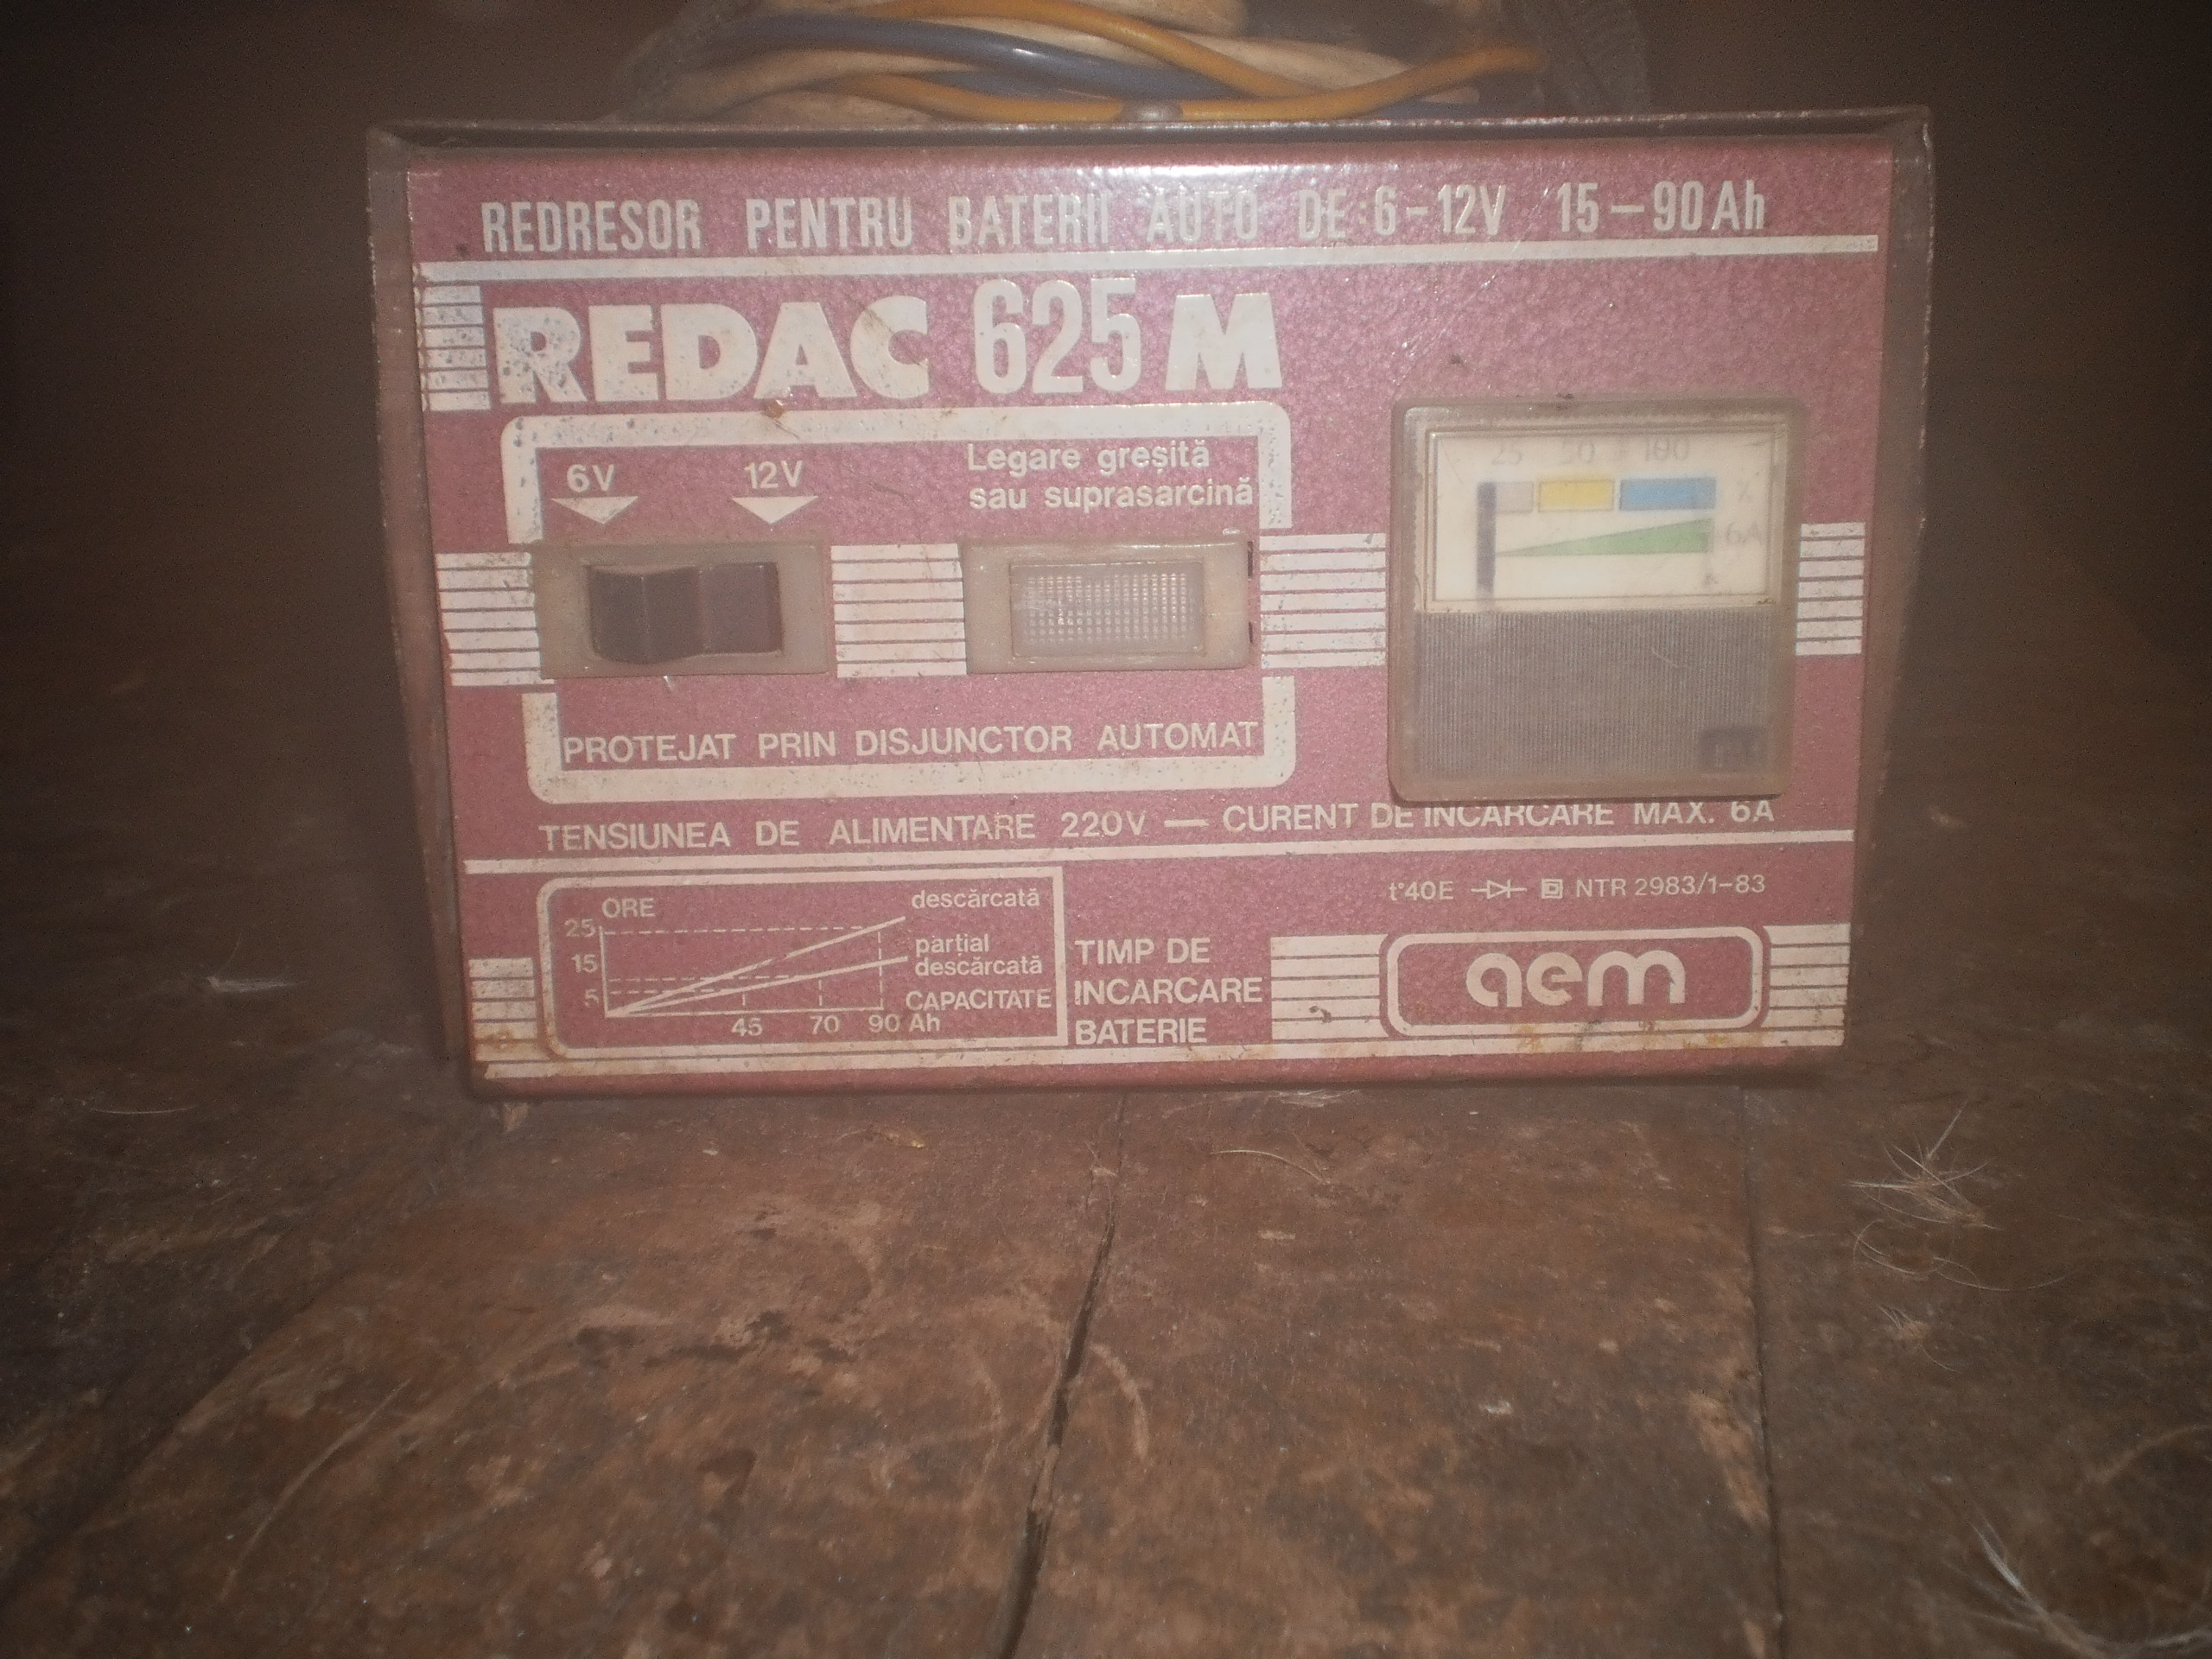 REDRESOR PENTRU BATERII AUTO DE 6-12V 15-90Ah
REDAC 625 M
6V 12V
Legare greșită
sau suprasarcină
25 50 100
%
6A
A
PROTEJAT PRIN DISJUNCTOR AUTOMAT
TENSIUNEA DE ALIMENTARE 220V — CURENT DE INCARCARE MAX. 6A
t°40E NTR 2983/1-83
ORE
25
15
5
descărcată
parțial
descărcată
CAPACITATE
45 70 90 Ah
TIMP DE
INCARCARE
BATERIE
aem